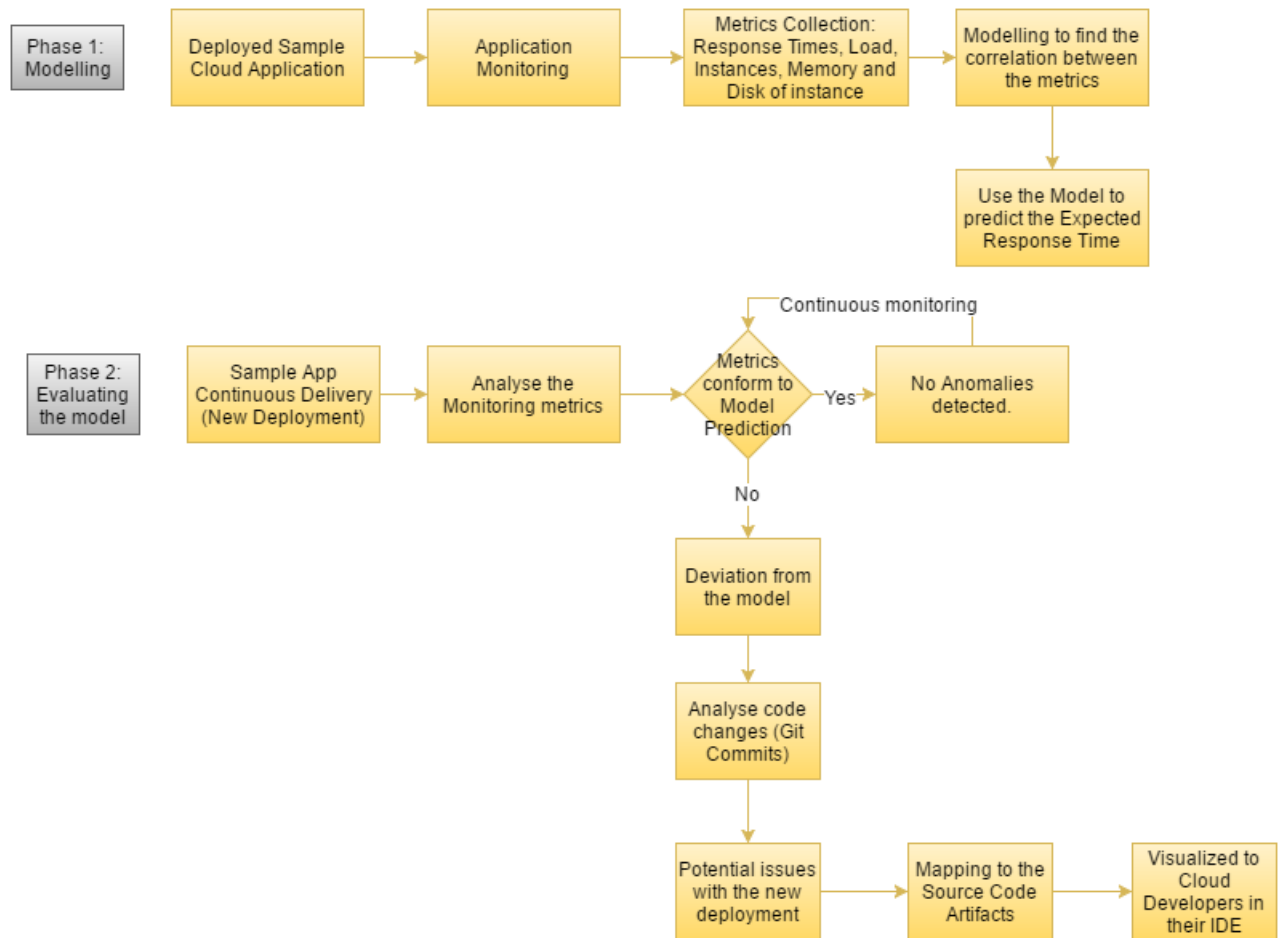 Phase 1:
Modelling
Deployed Sample
Cloud Application
Application
Monitoring
Metrics Collection:
Response Times, Load,
Instances, Memory and
Disk of instance
Modelling to find the
correlation between
the metrics
Use the Model to
predict the Expected
Response Time
Continuous monitoring
Phase 2:
Evaluating
the model
Sample App
Continuous Delivery
(New Deployment)
Analyse the
Monitoring metrics
Metrics
conform to
Model
Prediction
Yes
No Anomalies
detected.
No
Deviation from
the model
Analyse code
changes (Git
Commits)
Potential issues
with the new
deployment
Mapping to the
Source Code
Artifacts
Visualized to
Cloud
Developers in
their IDE